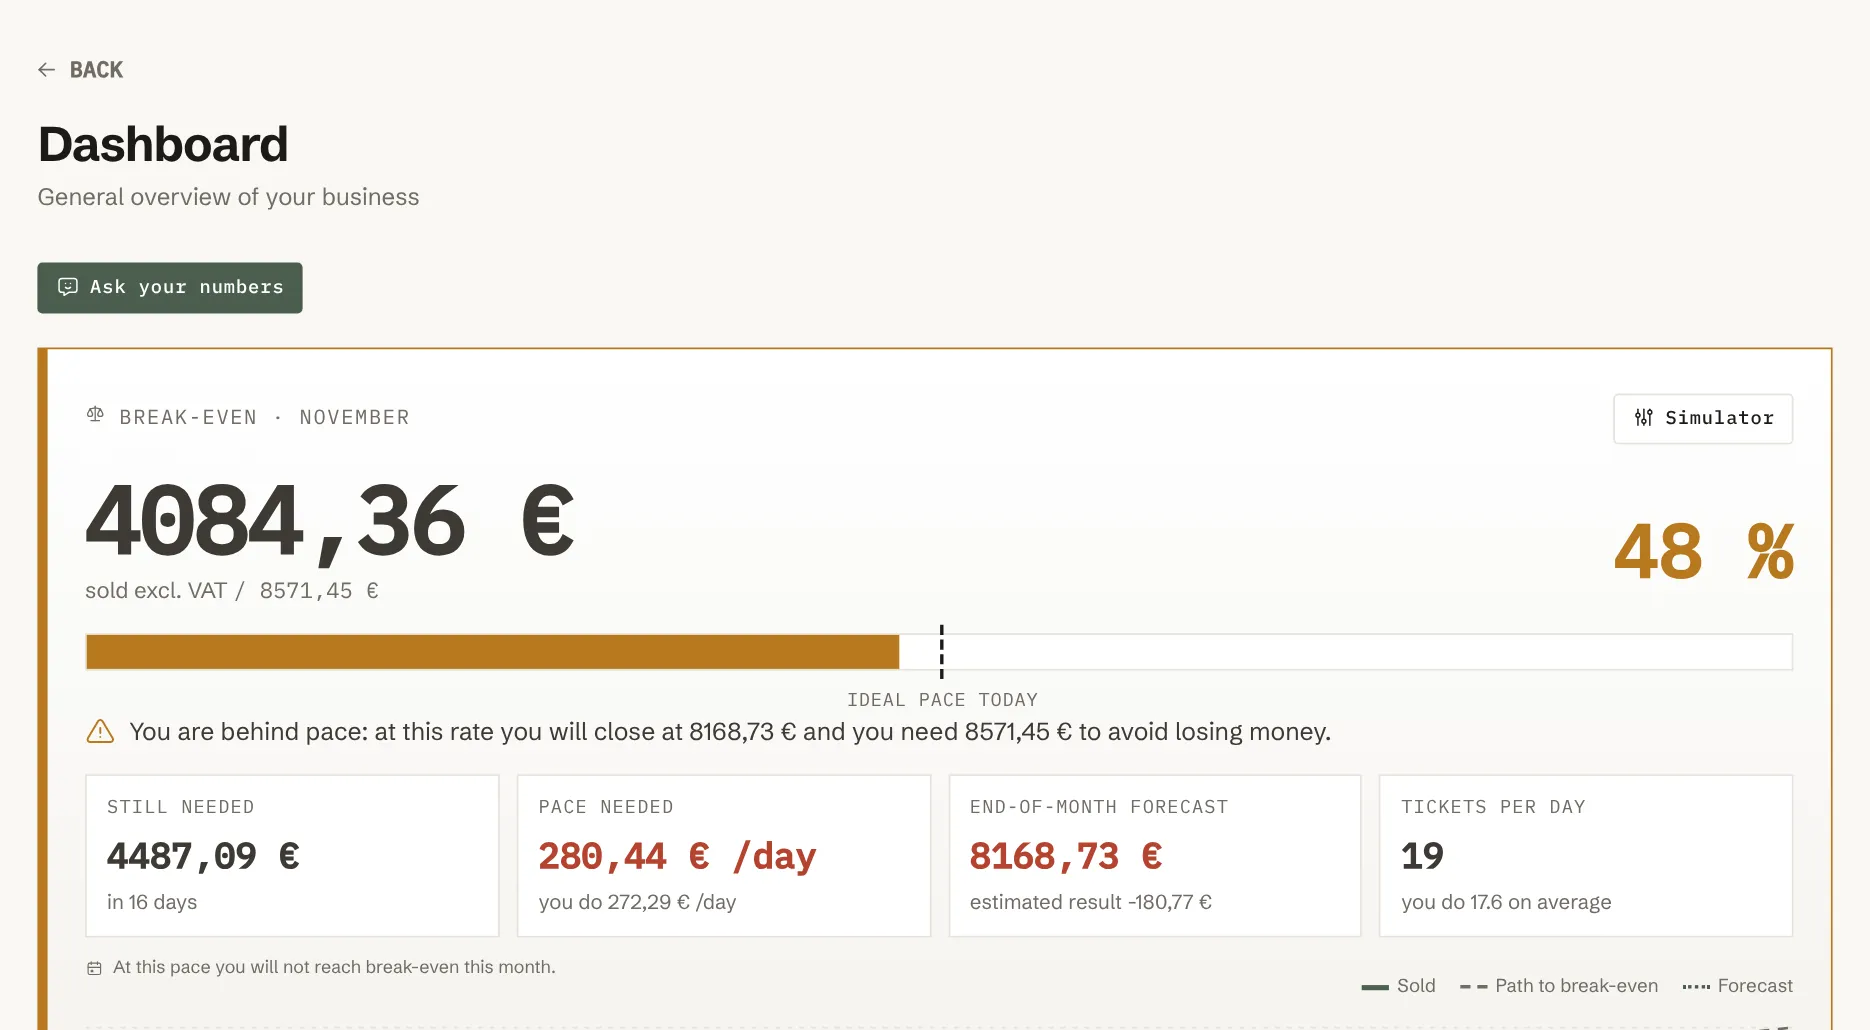 BACK
Dashboard
General overview of your business
Ask your numbers
BREAK-EVEN · NOVEMBER
Simulator
4084,36 €
48 %
sold excl. VAT / 8571,45 €
IDEAL PACE TODAY
You are behind pace: at this rate you will close at 8168,73 € and you need 8571,45 € to avoid losing money.
STILL NEEDED
4487,09 €
in 16 days
PACE NEEDED
280,44 € /day
you do 272,29 € /day
END-OF-MONTH FORECAST
8168,73 €
estimated result -180,77 €
TICKETS PER DAY
19
you do 17.6 on average
At this pace you will not reach break-even this month.
Sold
Path to break-even
Forecast